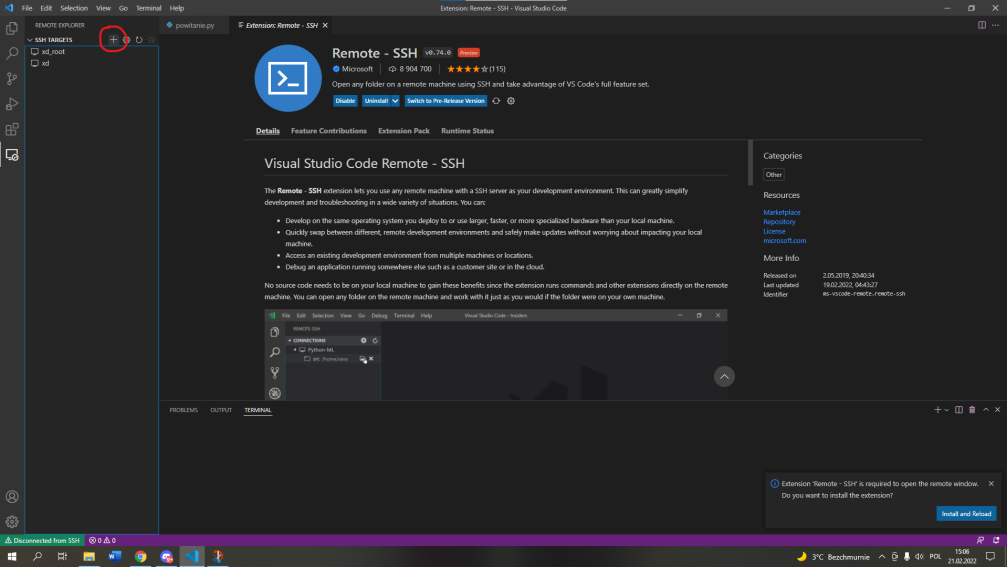 File Edit Selection View Go Terminal Help
Extension: Remote - SSH - Visual Studio Code
REMOTE EXPLORER
SSH TARGETS
xd_root
xd
powitanie.py
Extension: Remote - SSH
Remote - SSH v0.74.0 Preview
Microsoft 8 904 700 (115)
Open any folder on a remote machine using SSH and take advantage of VS Code's full feature set.
Disable Uninstall Switch to Pre-Release Version
Details Feature Contributions Extension Pack Runtime Status
Visual Studio Code Remote - SSH
The Remote - SSH extension lets you use any remote machine with a SSH server as your development environment. This can greatly simplify
development and troubleshooting in a wide variety of situations. You can:
• Develop on the same operating system you deploy to or use larger, faster, or more specialized hardware than your local machine.
• Quickly swap between different, remote development environments and safely make updates without worrying about impacting your local
machine.
• Access an existing development environment from multiple machines or locations.
• Debug an application running somewhere else such as a customer site or in the cloud.
No source code needs to be on your local machine to gain these benefits since the extension runs commands and other extensions directly on the remote
machine. You can open any folder on the remote machine and work with it just as you would if the folder were on your own machine.
File Edit Selection View Go Debug Terminal Help
Visual Studio Code - Insiders
REMOTE-SSH
CONNECTIONS
Python-ML
src /home/sana
Categories
Other
Resources
Marketplace
Repository
License
microsoft.com
More Info
Released on 2.05.2019, 20:40:34
Last updated 19.02.2022, 04:43:27
Identifier ms-vscode-remote.remote-ssh
PROBLEMS OUTPUT TERMINAL
Extension 'Remote - SSH' is required to open the remote window.
Do you want to install the extension?
Install and Reload
Disconnected from SSH 0 0
3°C Bezchmurnie
POL
15:06
21.02.2022